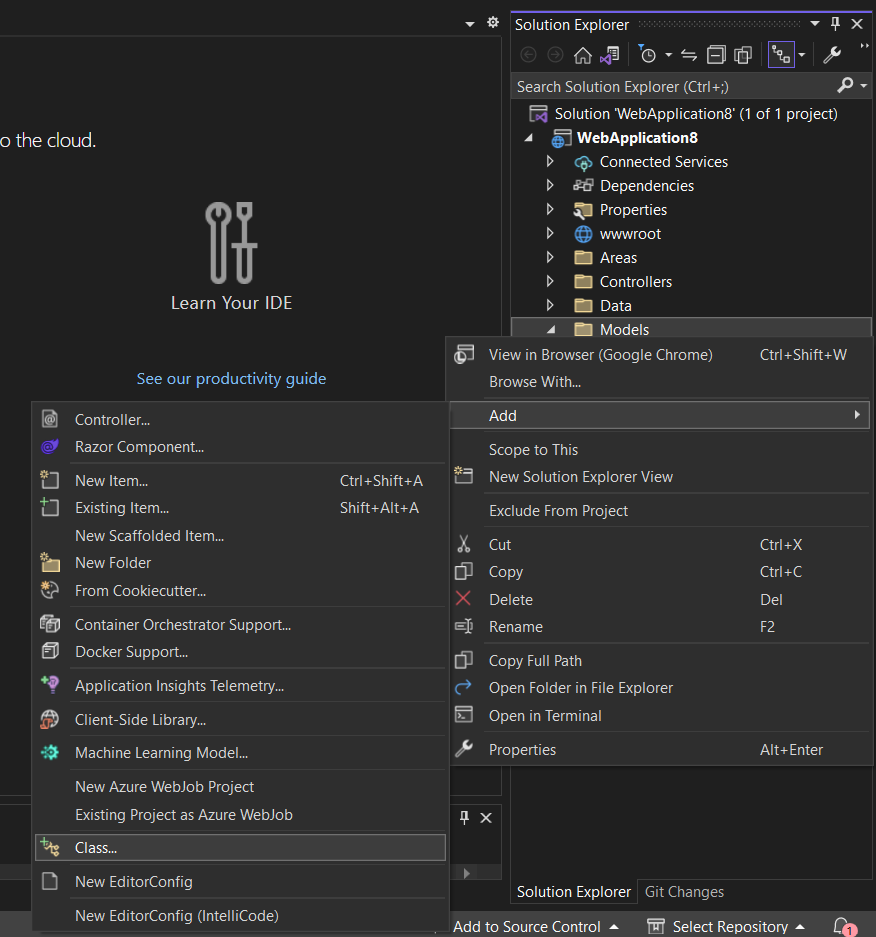 Solution Explorer
Search Solution Explorer (Ctrl+;)
Solution 'WebApplication8' (1 of 1 project)
WebApplication8
Connected Services
Dependencies
Properties
wwwroot
Areas
Controllers
Data
Models
o the cloud.
Learn Your IDE
See our productivity guide
View in Browser (Google Chrome) Ctrl+Shift+W
Browse With...
Add
Scope to This
New Solution Explorer View
Exclude From Project
Cut Ctrl+X
Copy Ctrl+C
Delete Del
Rename F2
Copy Full Path
Open Folder in File Explorer
Open in Terminal
Properties Alt+Enter
Controller...
Razor Component...
New Item... Ctrl+Shift+A
Existing Item... Shift+Alt+A
New Scaffolded Item...
New Folder
From Cookiecutter...
Container Orchestrator Support...
Docker Support...
Application Insights Telemetry...
Client-Side Library...
Machine Learning Model...
New Azure WebJob Project
Existing Project as Azure WebJob
Class...
New EditorConfig
New EditorConfig (IntelliCode)
Solution Explorer Git Changes
Add to Source Control Select Repository 1